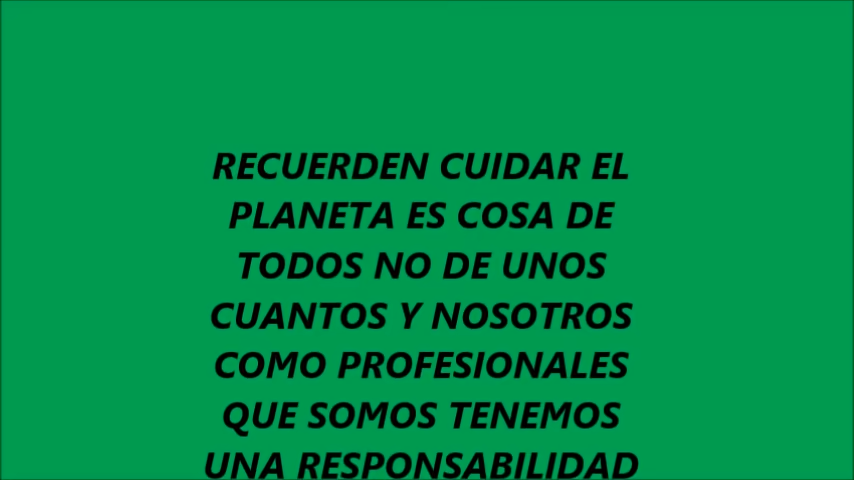 RECUERDEN CUIDAR EL
PLANETA ES COSA DE
TODOS NO DE UNOS
CUANTOS Y NOSOTROS
COMO PROFESIONALES
QUE SOMOS TENEMOS
UNA RESPONSABILIDAD